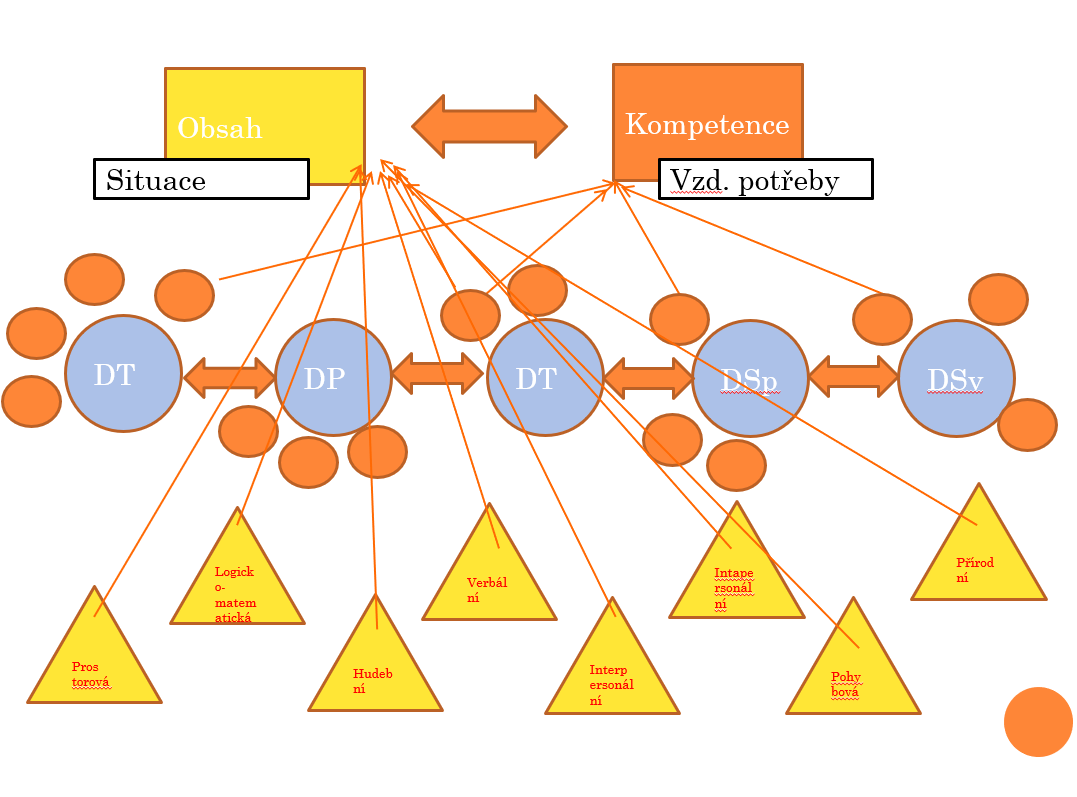 Obsah
Kompetence
Situace
Vzd. potřeby
DT
DP
DT
DSp
DSv
Logick
o-
matem
atická
Verbál
ní
Intape
rsonál
ní
Přírod
ní
Pros
torová
Hudeb
ní
Interp
ersonál
ní
Pohy
bová